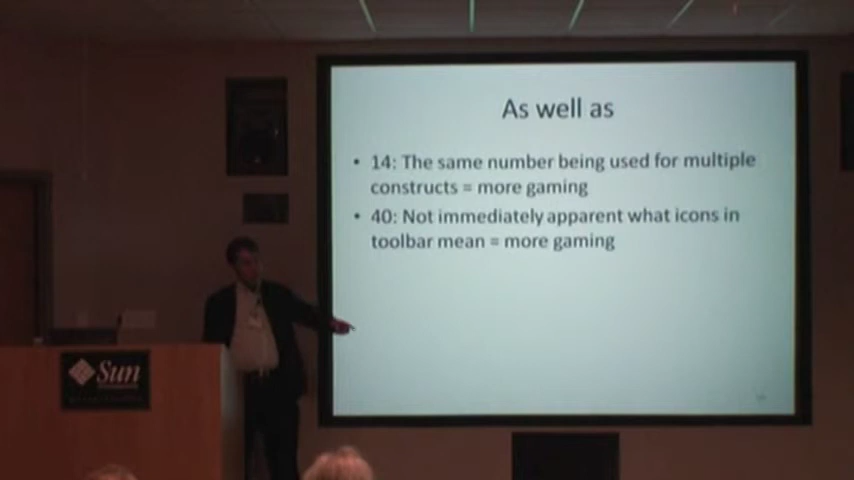 As well as
• 14: The same number being used for multiple
constructs = more gaming
• 40: Not immediately apparent what icons in
toolbar mean = more gaming
Sun